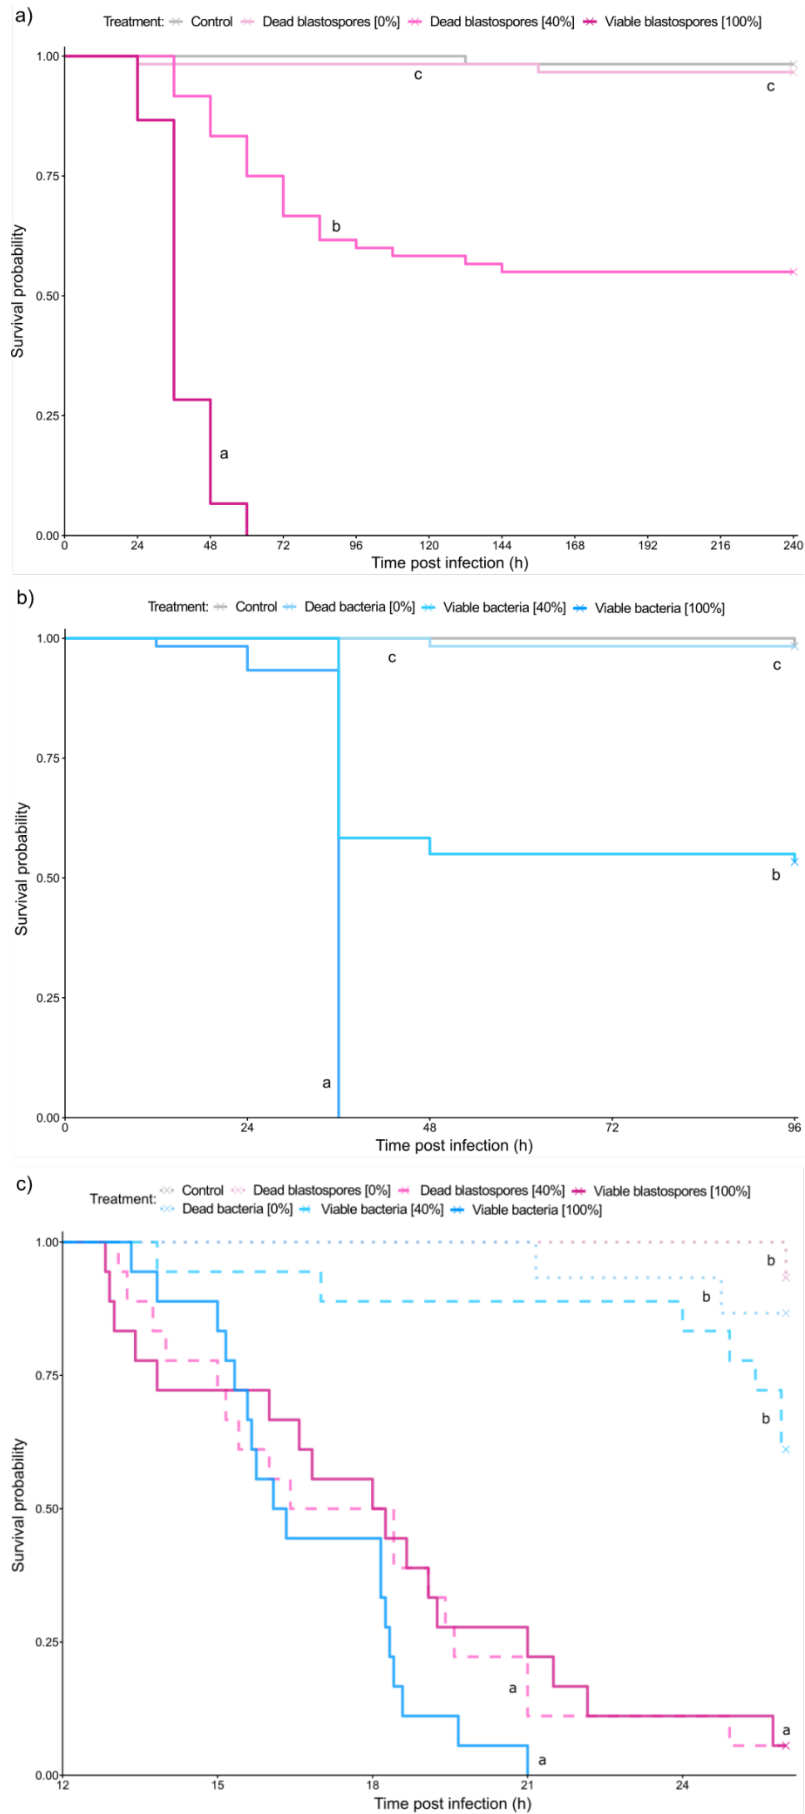 a)
Treatment: Control Dead blastospores [0%] Dead blastospores [40%] Viable blastospores [100%]
1.00
c
c
0.75
b
Survival probability
0.50
0.25
a
0.00
0 24 48 72 96 120 144 168 192 216 240
Time post infection (h)
b)
Treatment: Control Dead bacteria [0%] Viable bacteria [40%] Viable bacteria [100%]
1.00
c
c
0.75
Survival probability
0.50
b
0.25
a
0.00
0 24 48 72 96
Time post infection (h)
c)
Treatment:
Control Dead blastospores [0%] Dead blastospores [40%] Viable blastospores [100%]
Dead bacteria [0%] Viable bacteria [40%] Viable bacteria [100%]
1.00
b
b
0.75
b
Survival probability
0.50
0.25
a
a
a
0.00
12 15 18 21 24
Time post infection (h)